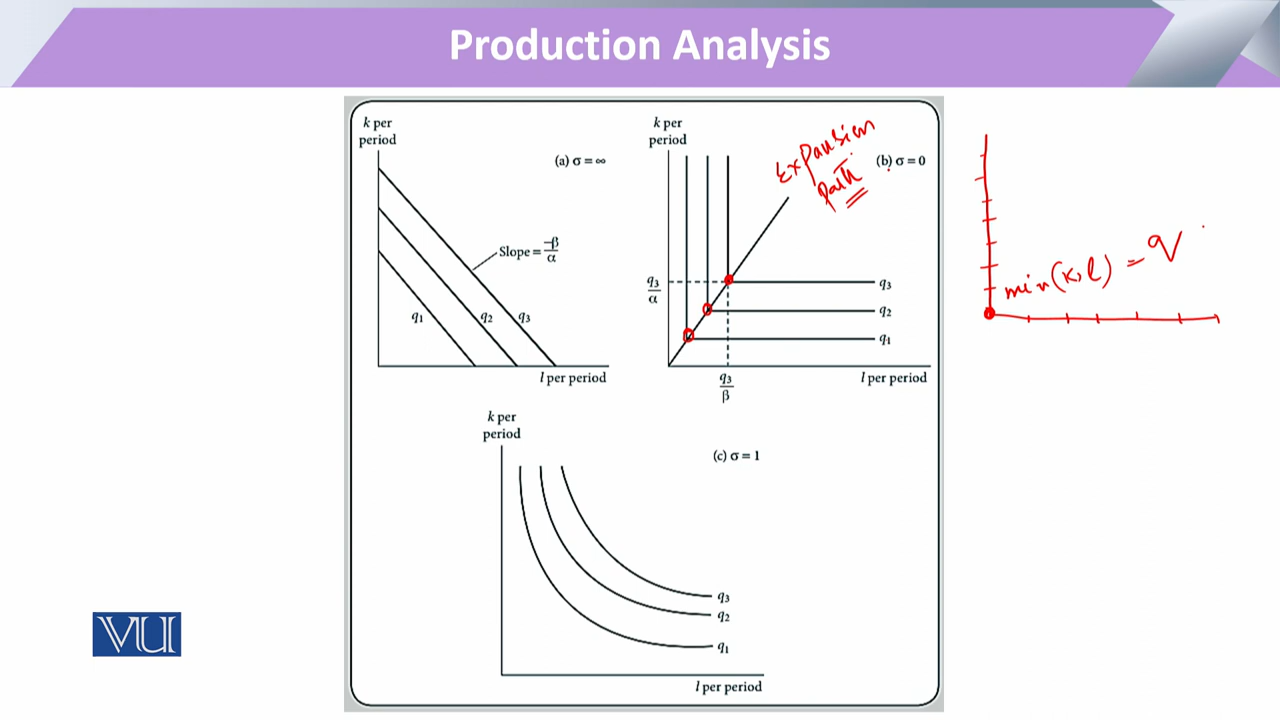 Production Analysis
k per
period
(a) σ = ∞
Slope = −β/α
q1
q2
q3
l per period
k per
period
Expansion
path
(b) σ = 0
q3/α
q3
q2
q1
q3/β
l per period
min(k,l) = q
k per
period
(c) σ = 1
q3
q2
q1
l per period
VU